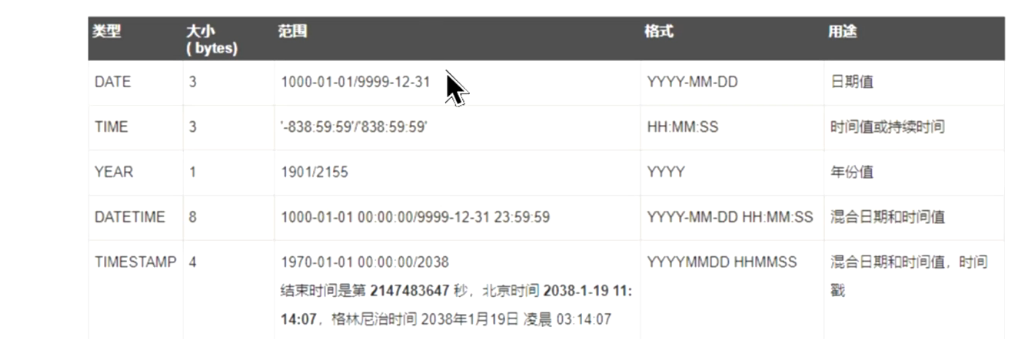 类型 大小 范围 格式 用途
( bytes)
DATE 3 1000-01-01/9999-12-31 YYYY-MM-DD 日期值
TIME 3 '-838:59:59'/'838:59:59' HH:MM:SS 时间值或持续时间
YEAR 1 1901/2155 YYYY 年份值
DATETIME 8 1000-01-01 00:00:00/9999-12-31 23:59:59 YYYY-MM-DD HH:MM:SS 混合日期和时间值
TIMESTAMP 4 1970-01-01 00:00:00/2038 YYYYMMDD HHMMSS 混合日期和时间值，时间
结束时间是第 2147483647 秒，北京时间 2038-1-19 11: 戳
14:07，格林尼治时间 2038年1月19日 凌晨 03:14:07